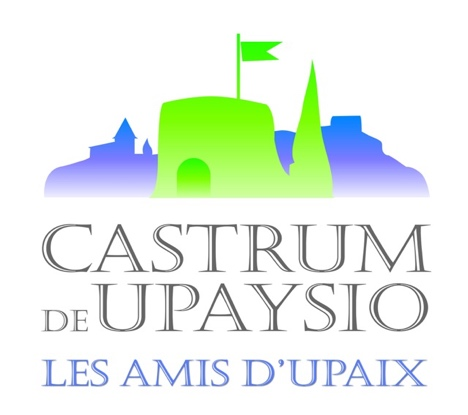 CASTRUM
DE UPAYSIO
LES AMIS D'UPAIX